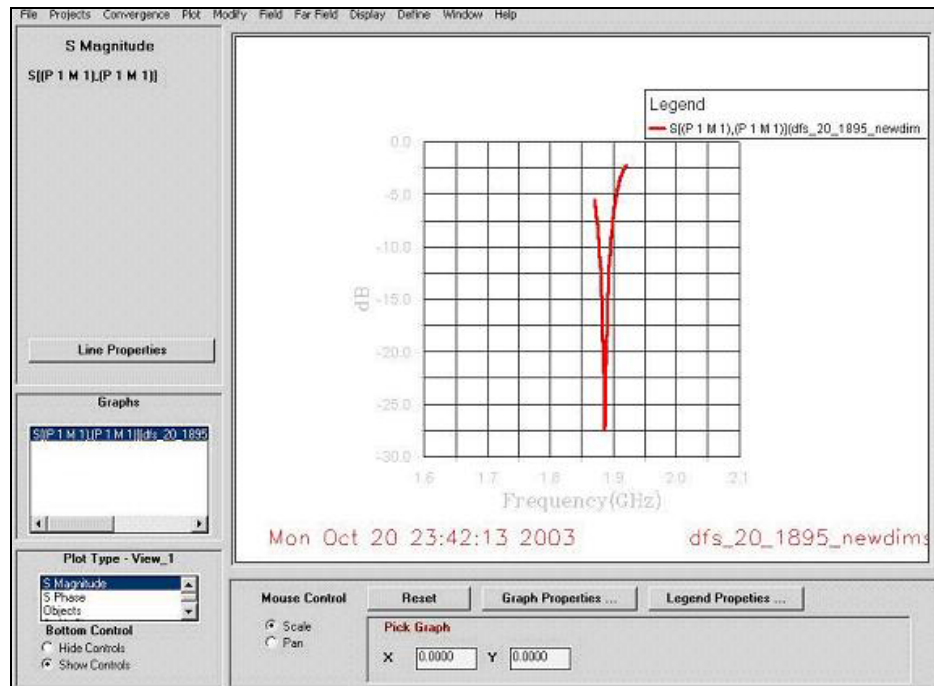 File Projects Convergence Plot Modify Field Far Field Display Define Window Help
S Magnitude
S[(P 1 M 1),(P 1 M 1)]
Line Properties
Graphs
S[(P 1 M 1),(P 1 M 1)](dfs_20_1895
Plot Type - View_1
S Magnitude
S Phase
Objects
Bottom Control
Hide Controls
Show Controls
Legend
S[(P 1 M 1),(P 1 M 1)](dfs_20_1895_newdim
0.0
-5.0
-10.0
-15.0
-20.0
-25.0
-30.0
dB
1.6 1.7 1.8 1.9 2.0 2.1
Frequency(GHz)
Mon Oct 20 23:42:13 2003 dfs_20_1895_newdims
Mouse Control
Scale
Pan
Reset
Graph Properties ...
Legend Propeties ...
Pick Graph
X 0.0000 Y 0.0000